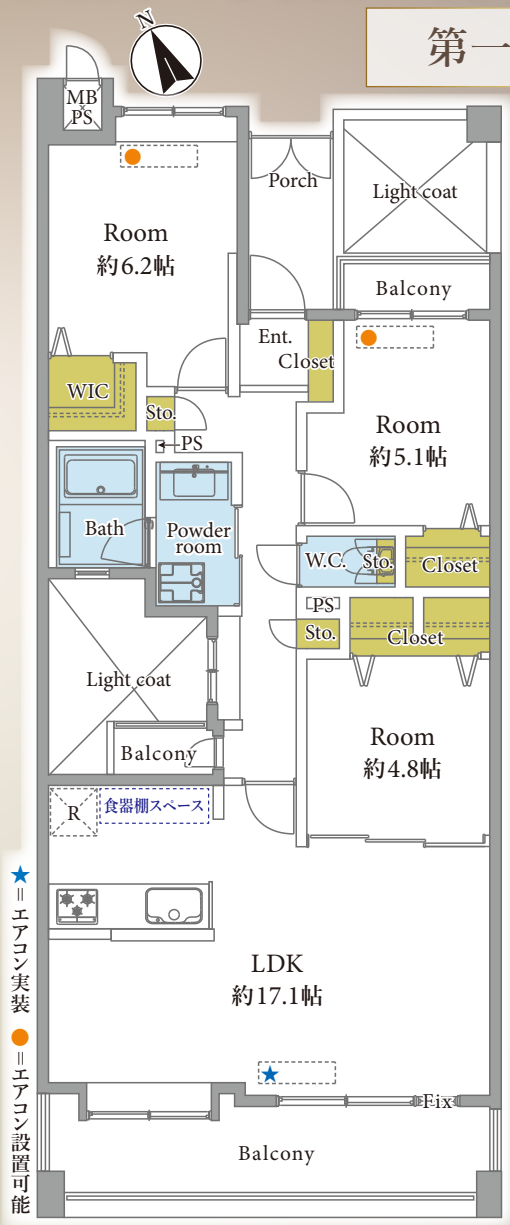 N
第一
MB
PS
Porch
Light coat
Room
約6.2帖
Balcony
Ent.
Closet
WIC
Sto.
Room
約5.1帖
PS
Bath
Powder
room
W.C.
Sto.
Closet
PS
Sto.
Closet
Light coat
Balcony
Room
約4.8帖
R
食器棚スペース
LDK
約17.1帖
Fix
Balcony
★=エアコン実装 ●=エアコン設置可能